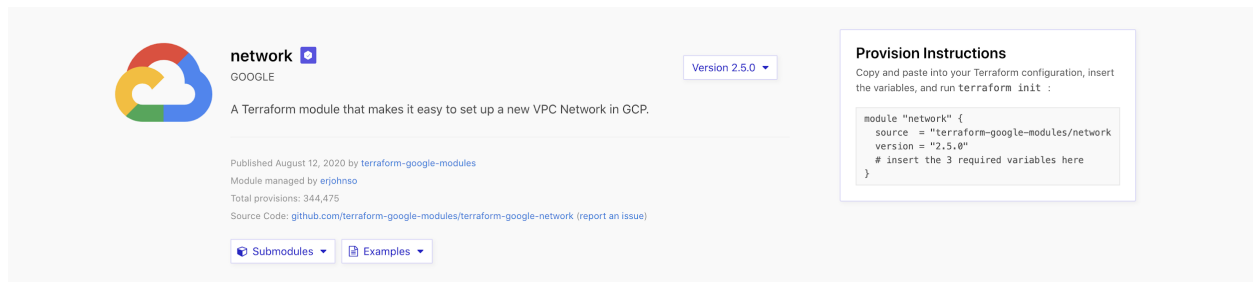 network
GOOGLE
Version 2.5.0
A Terraform module that makes it easy to set up a new VPC Network in GCP.
Published August 12, 2020 by terraform-google-modules
Module managed by erjohnso
Total provisions: 344,475
Source Code: github.com/terraform-google-modules/terraform-google-network (report an issue)
Submodules
Examples
Provision Instructions
Copy and paste into your Terraform configuration, insert
the variables, and run terraform init :
module "network" {
  source  = "terraform-google-modules/network
  version = "2.5.0"
  # insert the 3 required variables here
}